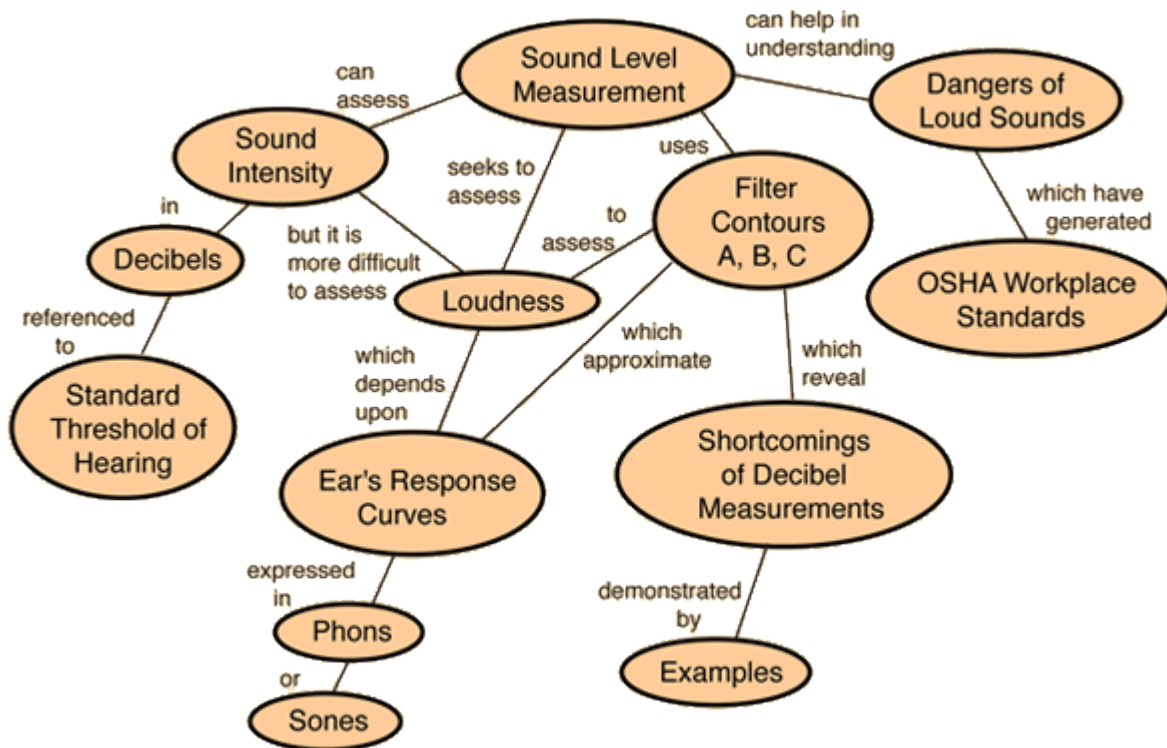 Sound Level
Measurement
can help in
understanding
Dangers of
Loud Sounds
can
assess
Sound
Intensity
seeks to
assess
uses
Filter
Contours
A, B, C
which have
generated
OSHA Workplace
Standards
in
Decibels
but it is
more difficult
to assess
to
assess
Loudness
referenced
to
Standard
Threshold of
Hearing
which
depends
upon
which
approximate
which
reveal
Ear's Response
Curves
Shortcomings
of Decibel
Measurements
expressed
in
Phons
or
Sones
demonstrated
by
Examples